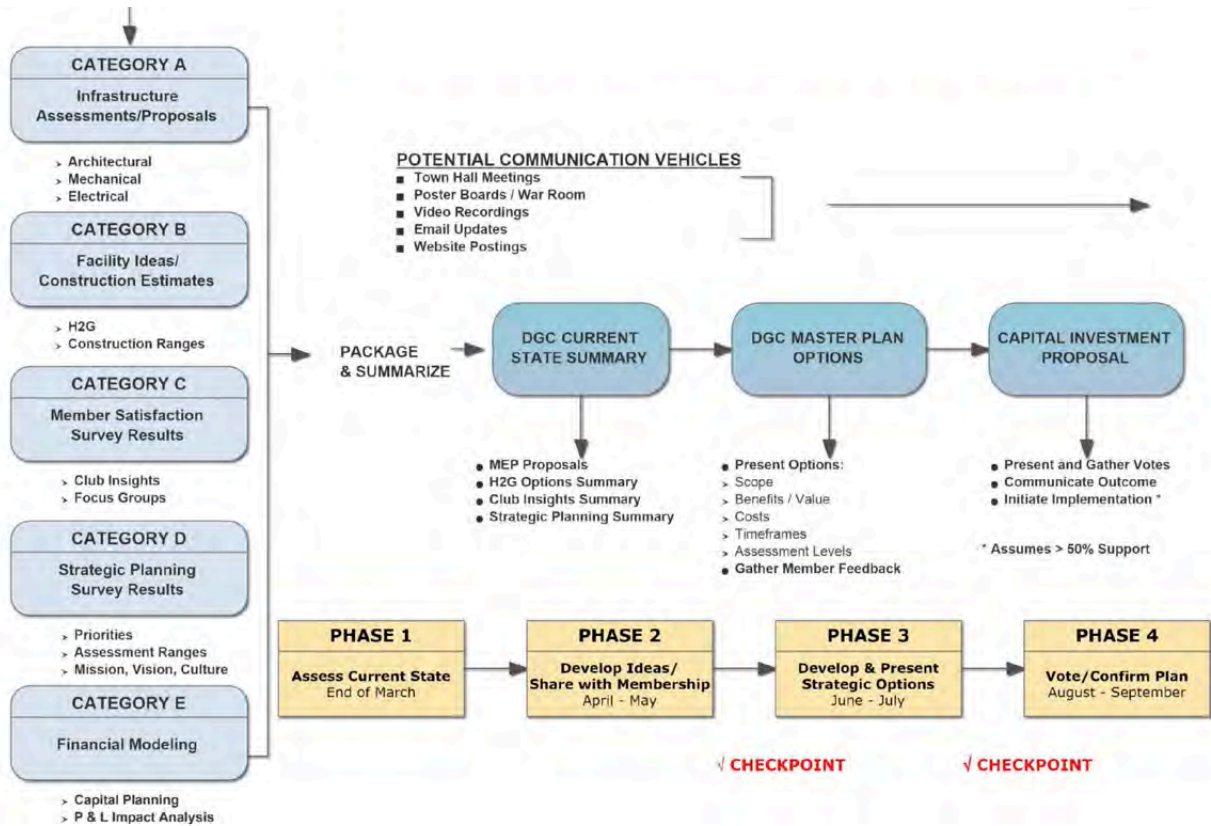 CATEGORY A
Infrastructure
Assessments/Proposals
> Architectural
> Mechanical
> Electrical
CATEGORY B
Facility Ideas/
Construction Estimates
> H2G
> Construction Ranges
CATEGORY C
Member Satisfaction
Survey Results
> Club Insights
> Focus Groups
CATEGORY D
Strategic Planning
Survey Results
> Priorities
> Assessment Ranges
> Mission, Vision, Culture
CATEGORY E
Financial Modeling
> Capital Planning
> P & L Impact Analysis
POTENTIAL COMMUNICATION VEHICLES
■ Town Hall Meetings
■ Poster Boards / War Room
■ Video Recordings
■ Email Updates
■ Website Postings
PACKAGE
& SUMMARIZE
DGC CURRENT
STATE SUMMARY
● MEP Proposals
● H2G Options Summary
● Club Insights Summary
● Strategic Planning Summary
DGC MASTER PLAN
OPTIONS
● Present Options:
> Scope
> Benefits / Value
> Costs
> Timeframes
> Assessment Levels
● Gather Member Feedback
CAPITAL INVESTMENT
PROPOSAL
● Present and Gather Votes
● Communicate Outcome
● Initiate Implementation *
* Assumes > 50% Support
PHASE 1
Assess Current State
End of March
PHASE 2
Develop Ideas/
Share with Membership
April - May
PHASE 3
Develop & Present
Strategic Options
June - July
PHASE 4
Vote/Confirm Plan
August - September
√ CHECKPOINT
√ CHECKPOINT